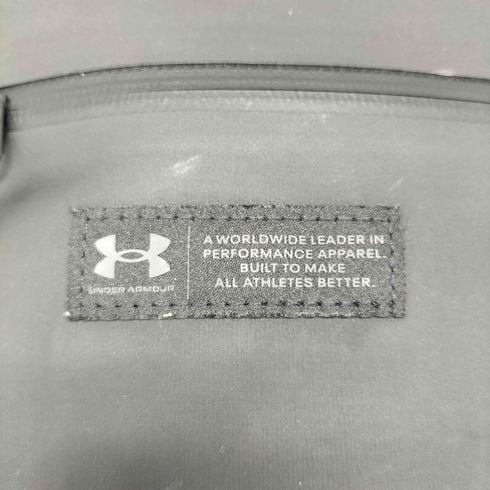 UNDER ARMOUR
A WORLDWIDE LEADER IN
PERFORMANCE APPAREL.
BUILT TO MAKE
ALL ATHLETES BETTER.